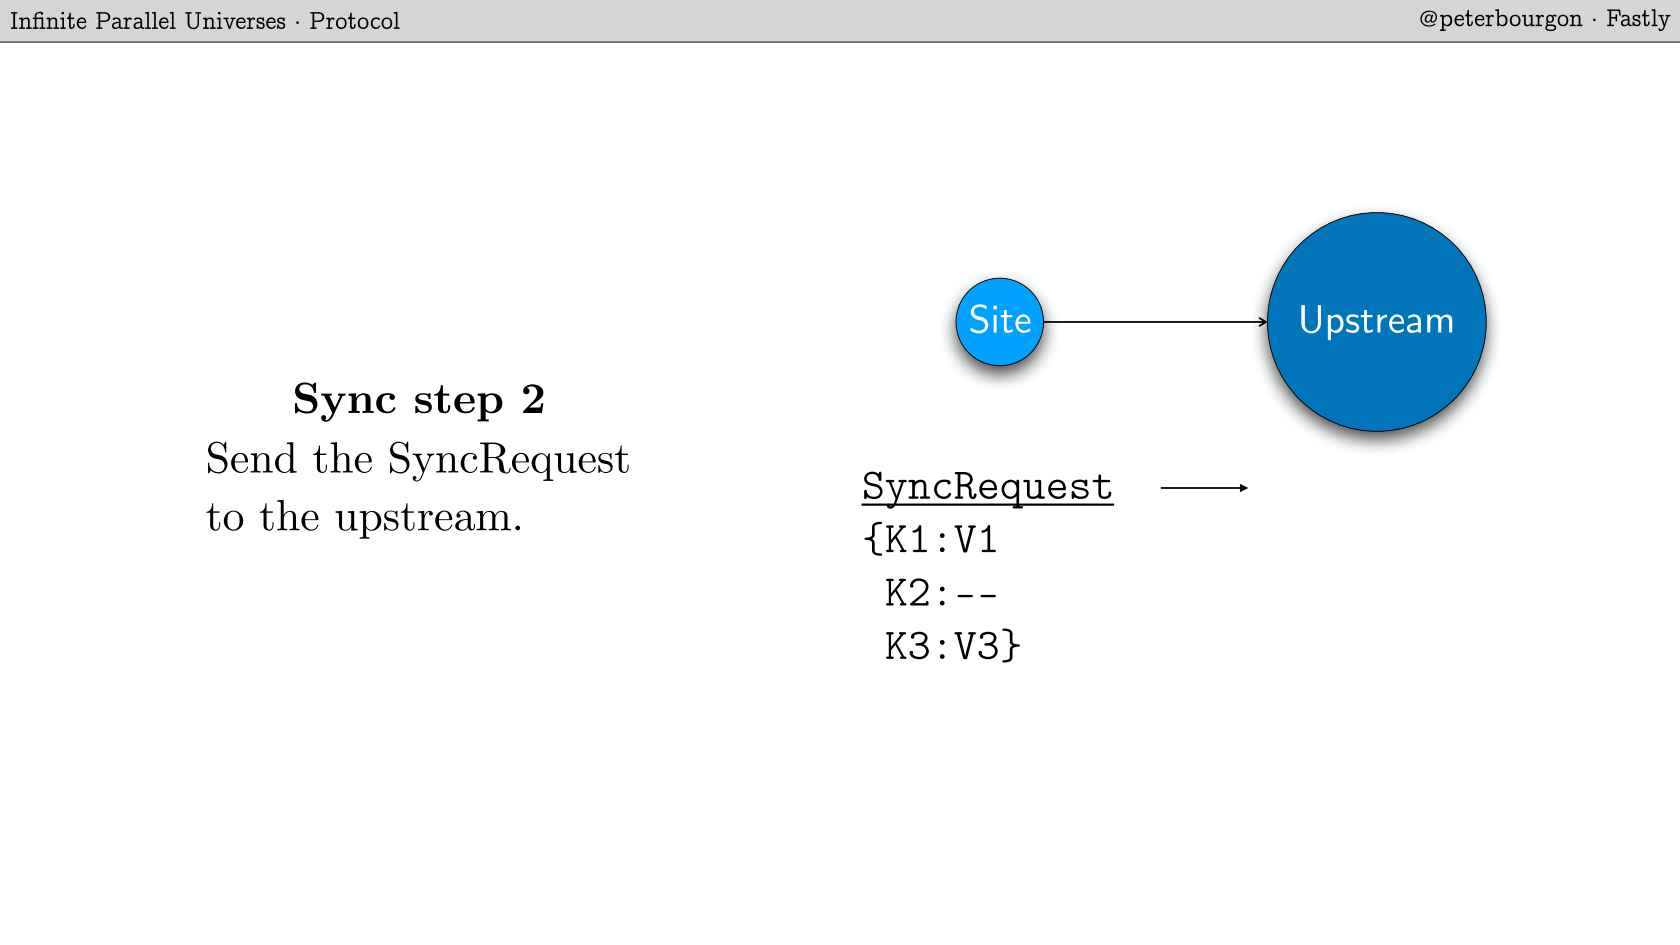 Infinite Parallel Universes · Protocol
@peterbourgon · Fastly
Sync step 2
Send the SyncRequest
to the upstream.
Site
Upstream
SyncRequest
{K1:V1
K2:--
K3:V3}